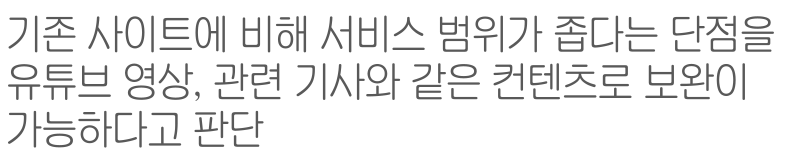 기존 사이트에 비해 서비스 범위가 좁다는 단점을
유튜브 영상, 관련 기사와 같은 컨텐츠로 보완이
가능하다고 판단